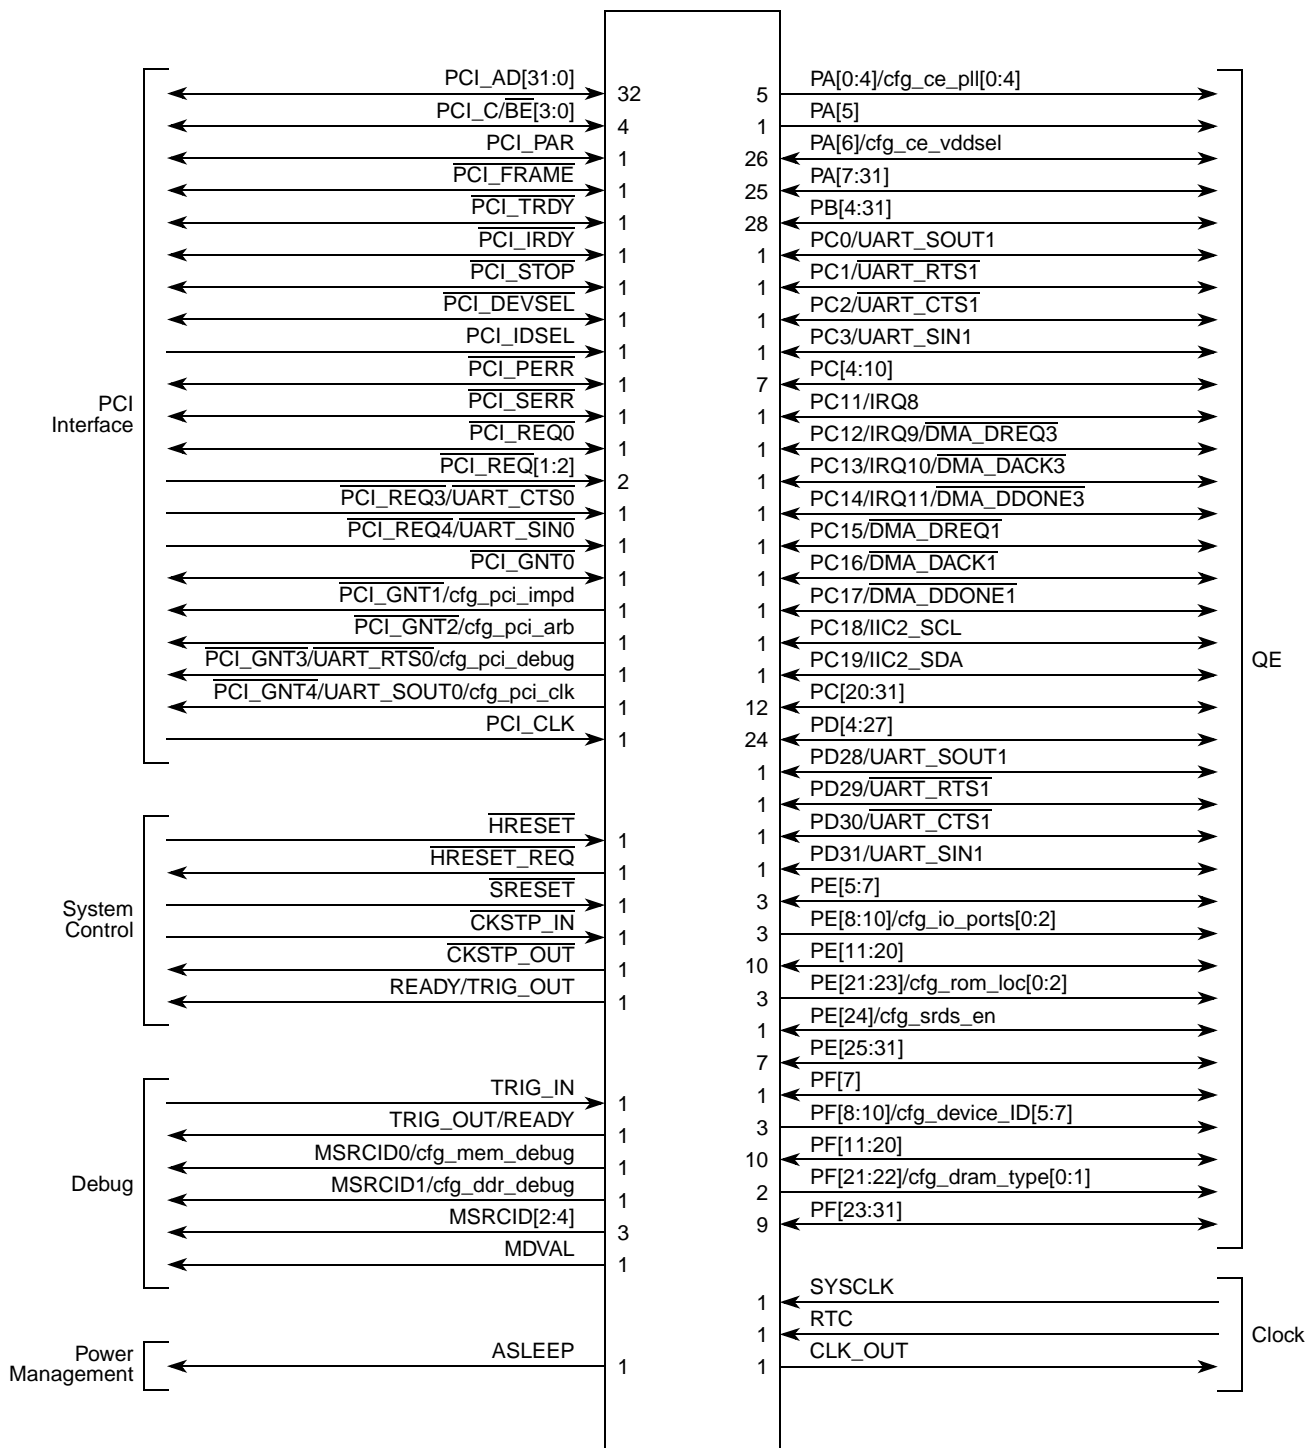 PCI
Interface
PCI_AD[31:0]
32
PCI_C/BE[3:0]
4
PCI_PAR
1
PCI_FRAME
1
PCI_TRDY
1
PCI_IRDY
1
PCI_STOP
1
PCI_DEVSEL
1
PCI_IDSEL
1
PCI_PERR
1
PCI_SERR
1
PCI_REQ0
1
PCI_REQ[1:2]
2
PCI_REQ3/UART_CTS0
1
PCI_REQ4/UART_SIN0
1
PCI_GNT0
1
PCI_GNT1/cfg_pci_impd
1
PCI_GNT2/cfg_pci_arb
1
PCI_GNT3/UART_RTS0/cfg_pci_debug
1
PCI_GNT4/UART_SOUT0/cfg_pci_clk
1
PCI_CLK
1
System
Control
HRESET
1
HRESET_REQ
1
SRESET
1
CKSTP_IN
1
CKSTP_OUT
1
READY/TRIG_OUT
1
Debug
TRIG_IN
1
TRIG_OUT/READY
1
MSRCID0/cfg_mem_debug
1
MSRCID1/cfg_ddr_debug
1
MSRCID[2:4]
3
MDVAL
1
Power
Management
ASLEEP
1
PA[0:4]/cfg_ce_pll[0:4]
5
PA[5]
1
PA[6]/cfg_ce_vddsel
26
PA[7:31]
25
PB[4:31]
28
PC0/UART_SOUT1
1
PC1/UART_RTS1
1
PC2/UART_CTS1
1
PC3/UART_SIN1
1
PC[4:10]
7
PC11/IRQ8
1
PC12/IRQ9/DMA_DREQ3
1
PC13/IRQ10/DMA_DACK3
1
PC14/IRQ11/DMA_DDONE3
1
PC15/DMA_DREQ1
1
PC16/DMA_DACK1
1
PC17/DMA_DDONE1
1
PC18/IIC2_SCL
1
PC19/IIC2_SDA
1
PC[20:31]
12
PD[4:27]
24
PD28/UART_SOUT1
1
PD29/UART_RTS1
1
PD30/UART_CTS1
1
PD31/UART_SIN1
1
PE[5:7]
3
PE[8:10]/cfg_io_ports[0:2]
3
PE[11:20]
10
PE[21:23]/cfg_rom_loc[0:2]
3
PE[24]/cfg_srds_en
1
PE[25:31]
7
PF[7]
1
PF[8:10]/cfg_device_ID[5:7]
3
PF[11:20]
10
PF[21:22]/cfg_dram_type[0:1]
2
PF[23:31]
9
QE
SYSCLK
1
RTC
1
CLK_OUT
1
Clock